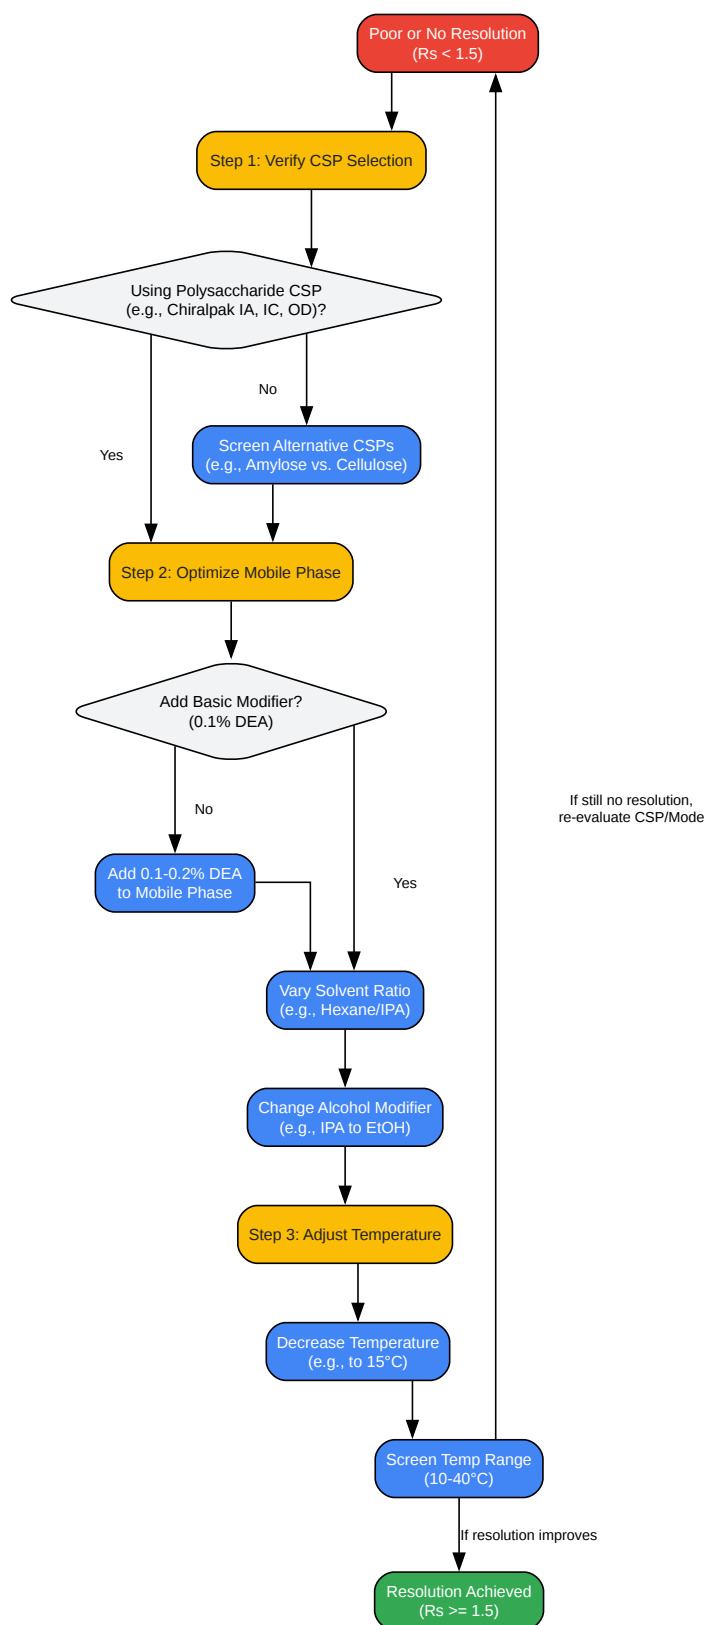 Poor or No Resolution
(Rs < 1.5)
Step 1: Verify CSP Selection
Using Polysaccharide CSP
(e.g., Chiralpak IA, IC, OD)?
No
Yes
Screen Alternative CSPs
(e.g., Amylose vs. Cellulose)
Step 2: Optimize Mobile Phase
Add Basic Modifier?
(0.1% DEA)
If still no resolution,
re-evaluate CSP/Mode
No
Add 0.1-0.2% DEA
to Mobile Phase
Yes
Vary Solvent Ratio
(e.g., Hexane/IPA)
Change Alcohol Modifier
(e.g., IPA to EtOH)
Step 3: Adjust Temperature
Decrease Temperature
(e.g., to 15°C)
Screen Temp Range
(10-40°C)
If resolution improves
Resolution Achieved
(Rs >= 1.5)